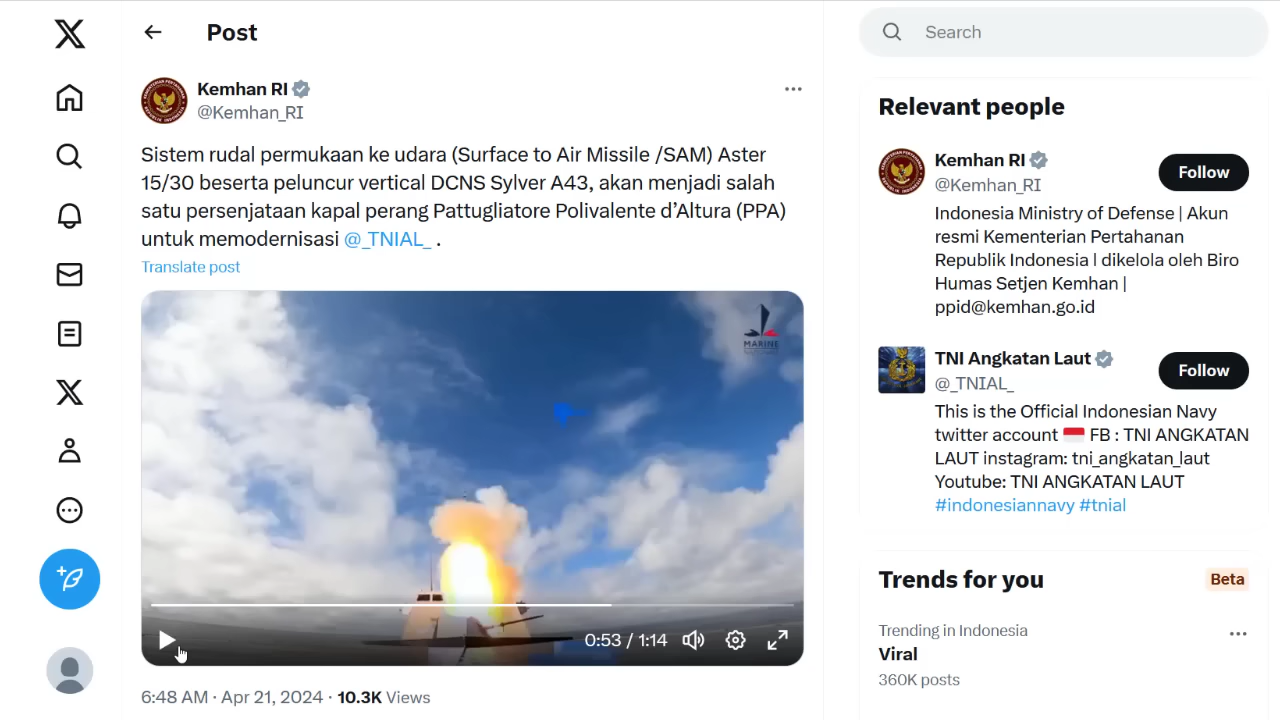 Post
Kemhan RI
@Kemhan_RI
Sistem rudal permukaan ke udara (Surface to Air Missile /SAM) Aster
15/30 beserta peluncur vertical DCNS Sylver A43, akan menjadi salah
satu persenjataan kapal perang Pattugliatore Polivalente d’Altura (PPA)
untuk memodernisasi @_TNIAL_ .
Translate post
MARINE
0:53 / 1:14
6:48 AM · Apr 21, 2024 · 10.3K Views
Search
Relevant people
Kemhan RI
@Kemhan_RI
Follow
Indonesia Ministry of Defense | Akun
resmi Kementerian Pertahanan
Republik Indonesia l dikelola oleh Biro
Humas Setjen Kemhan |
ppid@kemhan.go.id
TNI Angkatan Laut
@_TNIAL_
Follow
This is the Official Indonesian Navy
twitter account 🇮🇩 FB : TNI ANGKATAN
LAUT instagram: tni_angkatan_laut
Youtube: TNI ANGKATAN LAUT
#indonesiannavy #tnial
Trends for you
Beta
Trending in Indonesia
Viral
360K posts